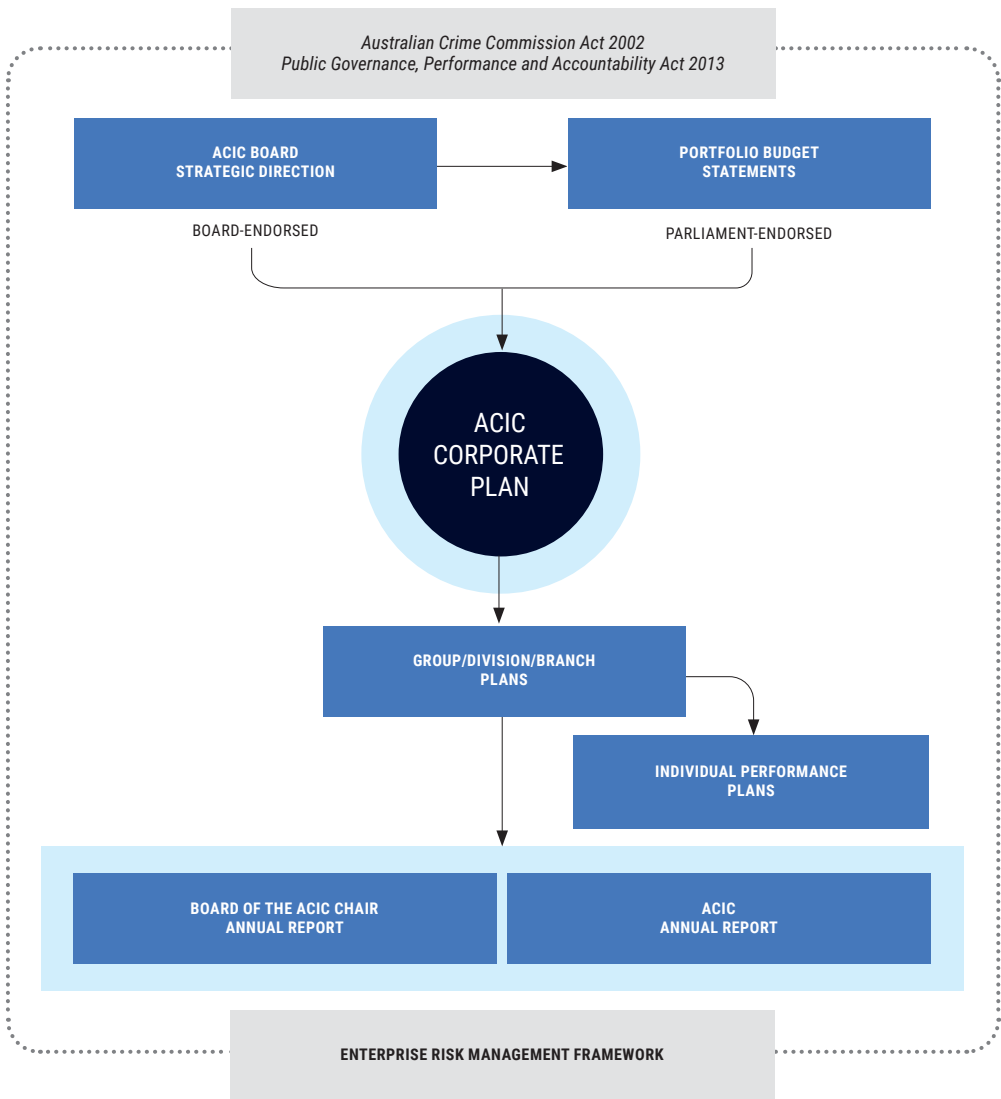 Australian Crime Commission Act 2002
Public Governance, Performance and Accountability Act 2013
ACIC BOARD
STRATEGIC DIRECTION
PORTFOLIO BUDGET
STATEMENTS
BOARD-ENDORSED
PARLIAMENT-ENDORSED
ACIC
CORPORATE
PLAN
GROUP/DIVISION/BRANCH
PLANS
INDIVIDUAL PERFORMANCE
PLANS
BOARD OF THE ACIC CHAIR
ANNUAL REPORT
ACIC
ANNUAL REPORT
ENTERPRISE RISK MANAGEMENT FRAMEWORK